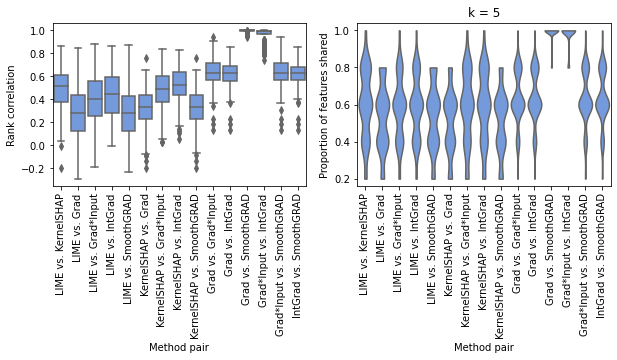 k = 5
1.0
0.8
0.6
0.4
0.2
0.0
−0.2
Rank correlation
LIME vs. KernelSHAP
LIME vs. Grad
LIME vs. Grad*Input
LIME vs. IntGrad
LIME vs. SmoothGRAD
KernelSHAP vs. Grad
KernelSHAP vs. Grad*Input
KernelSHAP vs. IntGrad
KernelSHAP vs. SmoothGRAD
Grad vs. Grad*Input
Grad vs. IntGrad
Grad vs. SmoothGRAD
Grad*Input vs. IntGrad
Grad*Input vs. SmoothGRAD
IntGrad vs. SmoothGRAD
Method pair
1.0
0.8
0.6
0.4
0.2
Proportion of features shared
LIME vs. KernelSHAP
LIME vs. Grad
LIME vs. Grad*Input
LIME vs. IntGrad
LIME vs. SmoothGRAD
KernelSHAP vs. Grad
KernelSHAP vs. Grad*Input
KernelSHAP vs. IntGrad
KernelSHAP vs. SmoothGRAD
Grad vs. Grad*Input
Grad vs. IntGrad
Grad vs. SmoothGRAD
Grad*Input vs. IntGrad
Grad*Input vs. SmoothGRAD
IntGrad vs. SmoothGRAD
Method pair